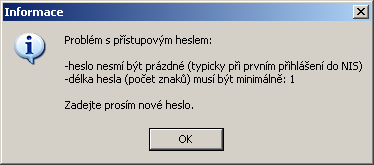 Informace
Problém s přístupovým heslem:
-heslo nesmí být prázdné (typicky při prvním přihlášení do NIS)
-délka hesla (počet znaků) musí být minimálně: 1
Zadejte prosím nové heslo.
OK